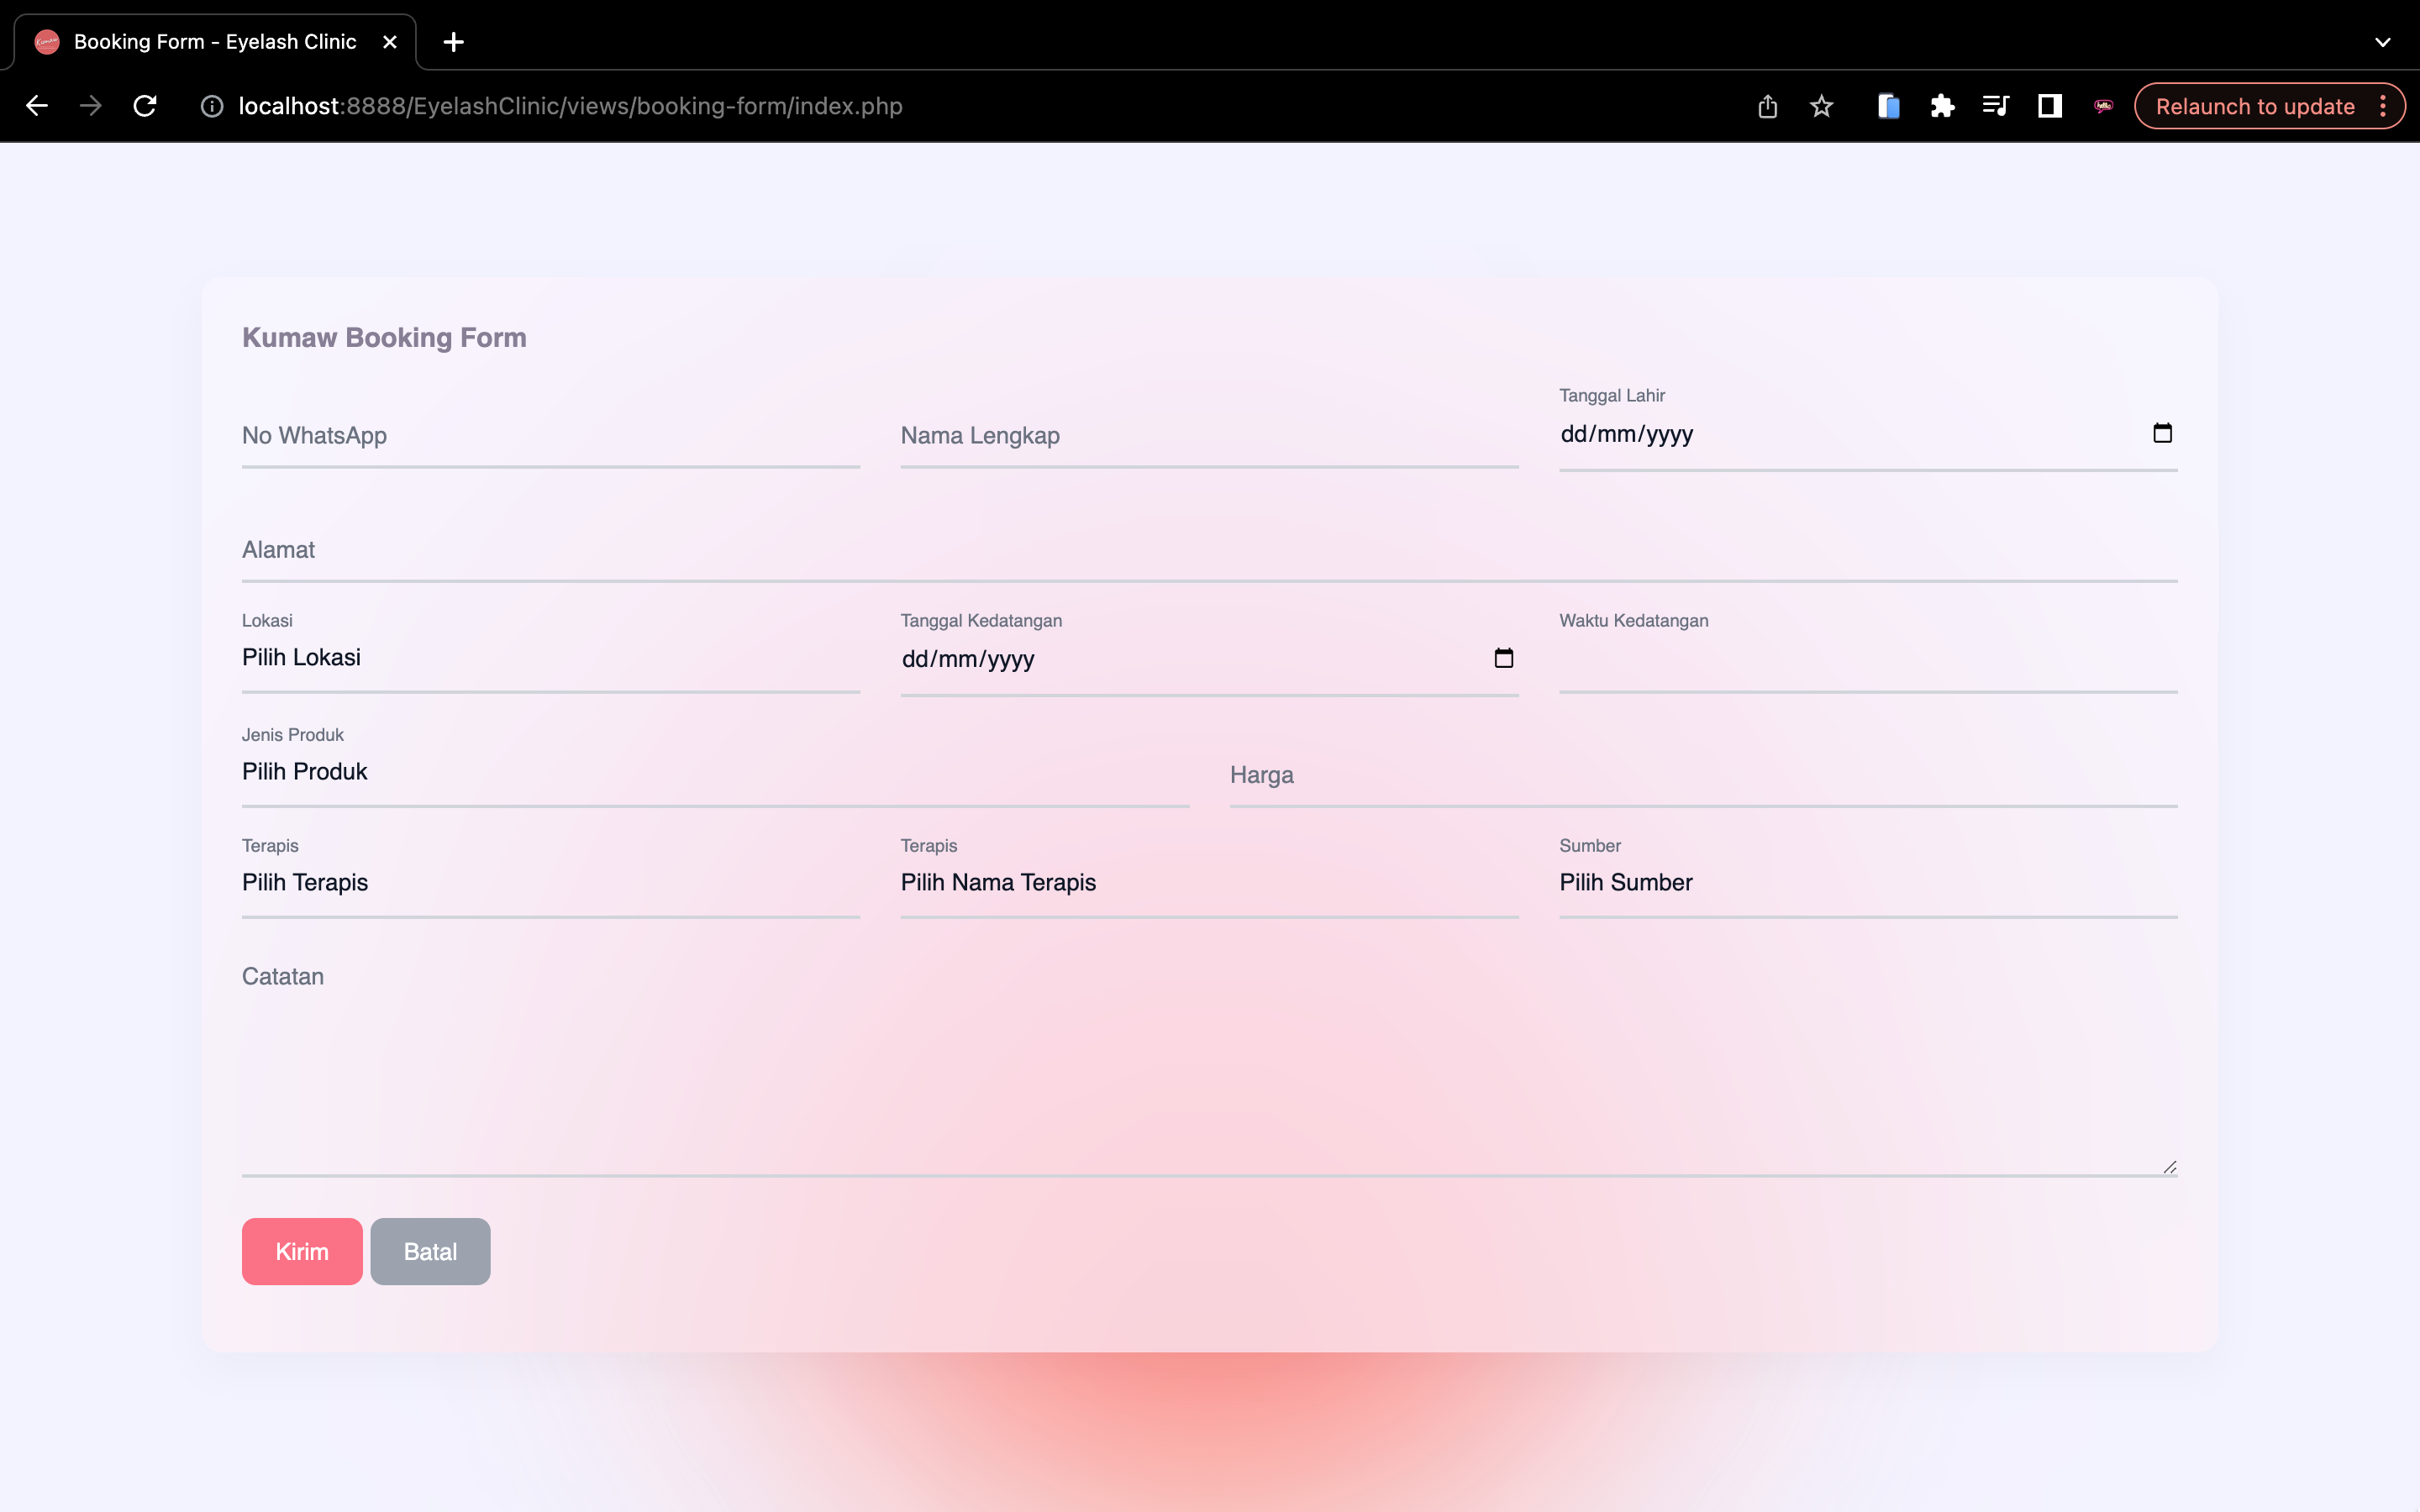 Booking Form - Eyelash Clinic
localhost:8888/EyelashClinic/views/booking-form/index.php
Relaunch to update
Kumaw Booking Form
No WhatsApp
Nama Lengkap
Tanggal Lahir
dd/mm/yyyy
Alamat
Lokasi
Pilih Lokasi
Tanggal Kedatangan
dd/mm/yyyy
Waktu Kedatangan
Jenis Produk
Pilih Produk
Harga
Terapis
Pilih Terapis
Terapis
Pilih Nama Terapis
Sumber
Pilih Sumber
Catatan
Kirim
Batal